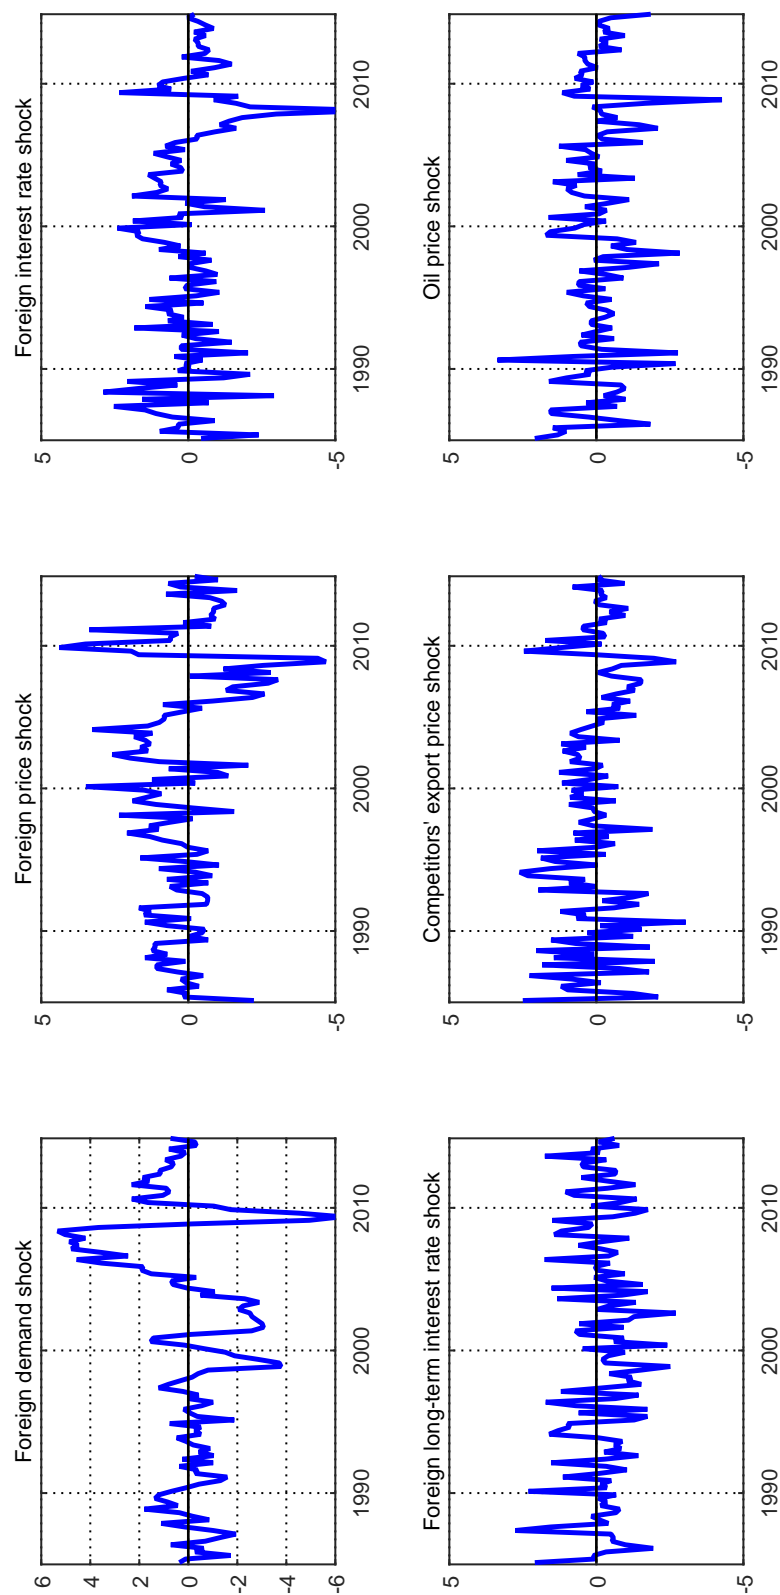 Foreign demand shock
6
4
2
0
-2
-4
-6
1990 2000 2010
Foreign price shock
5
0
-5
1990 2000 2010
Foreign interest rate shock
5
0
-5
1990 2000 2010
Foreign long-term interest rate shock
5
0
-5
1990 2000 2010
Competitors' export price shock
5
0
-5
1990 2000 2010
Oil price shock
5
0
-5
1990 2000 2010